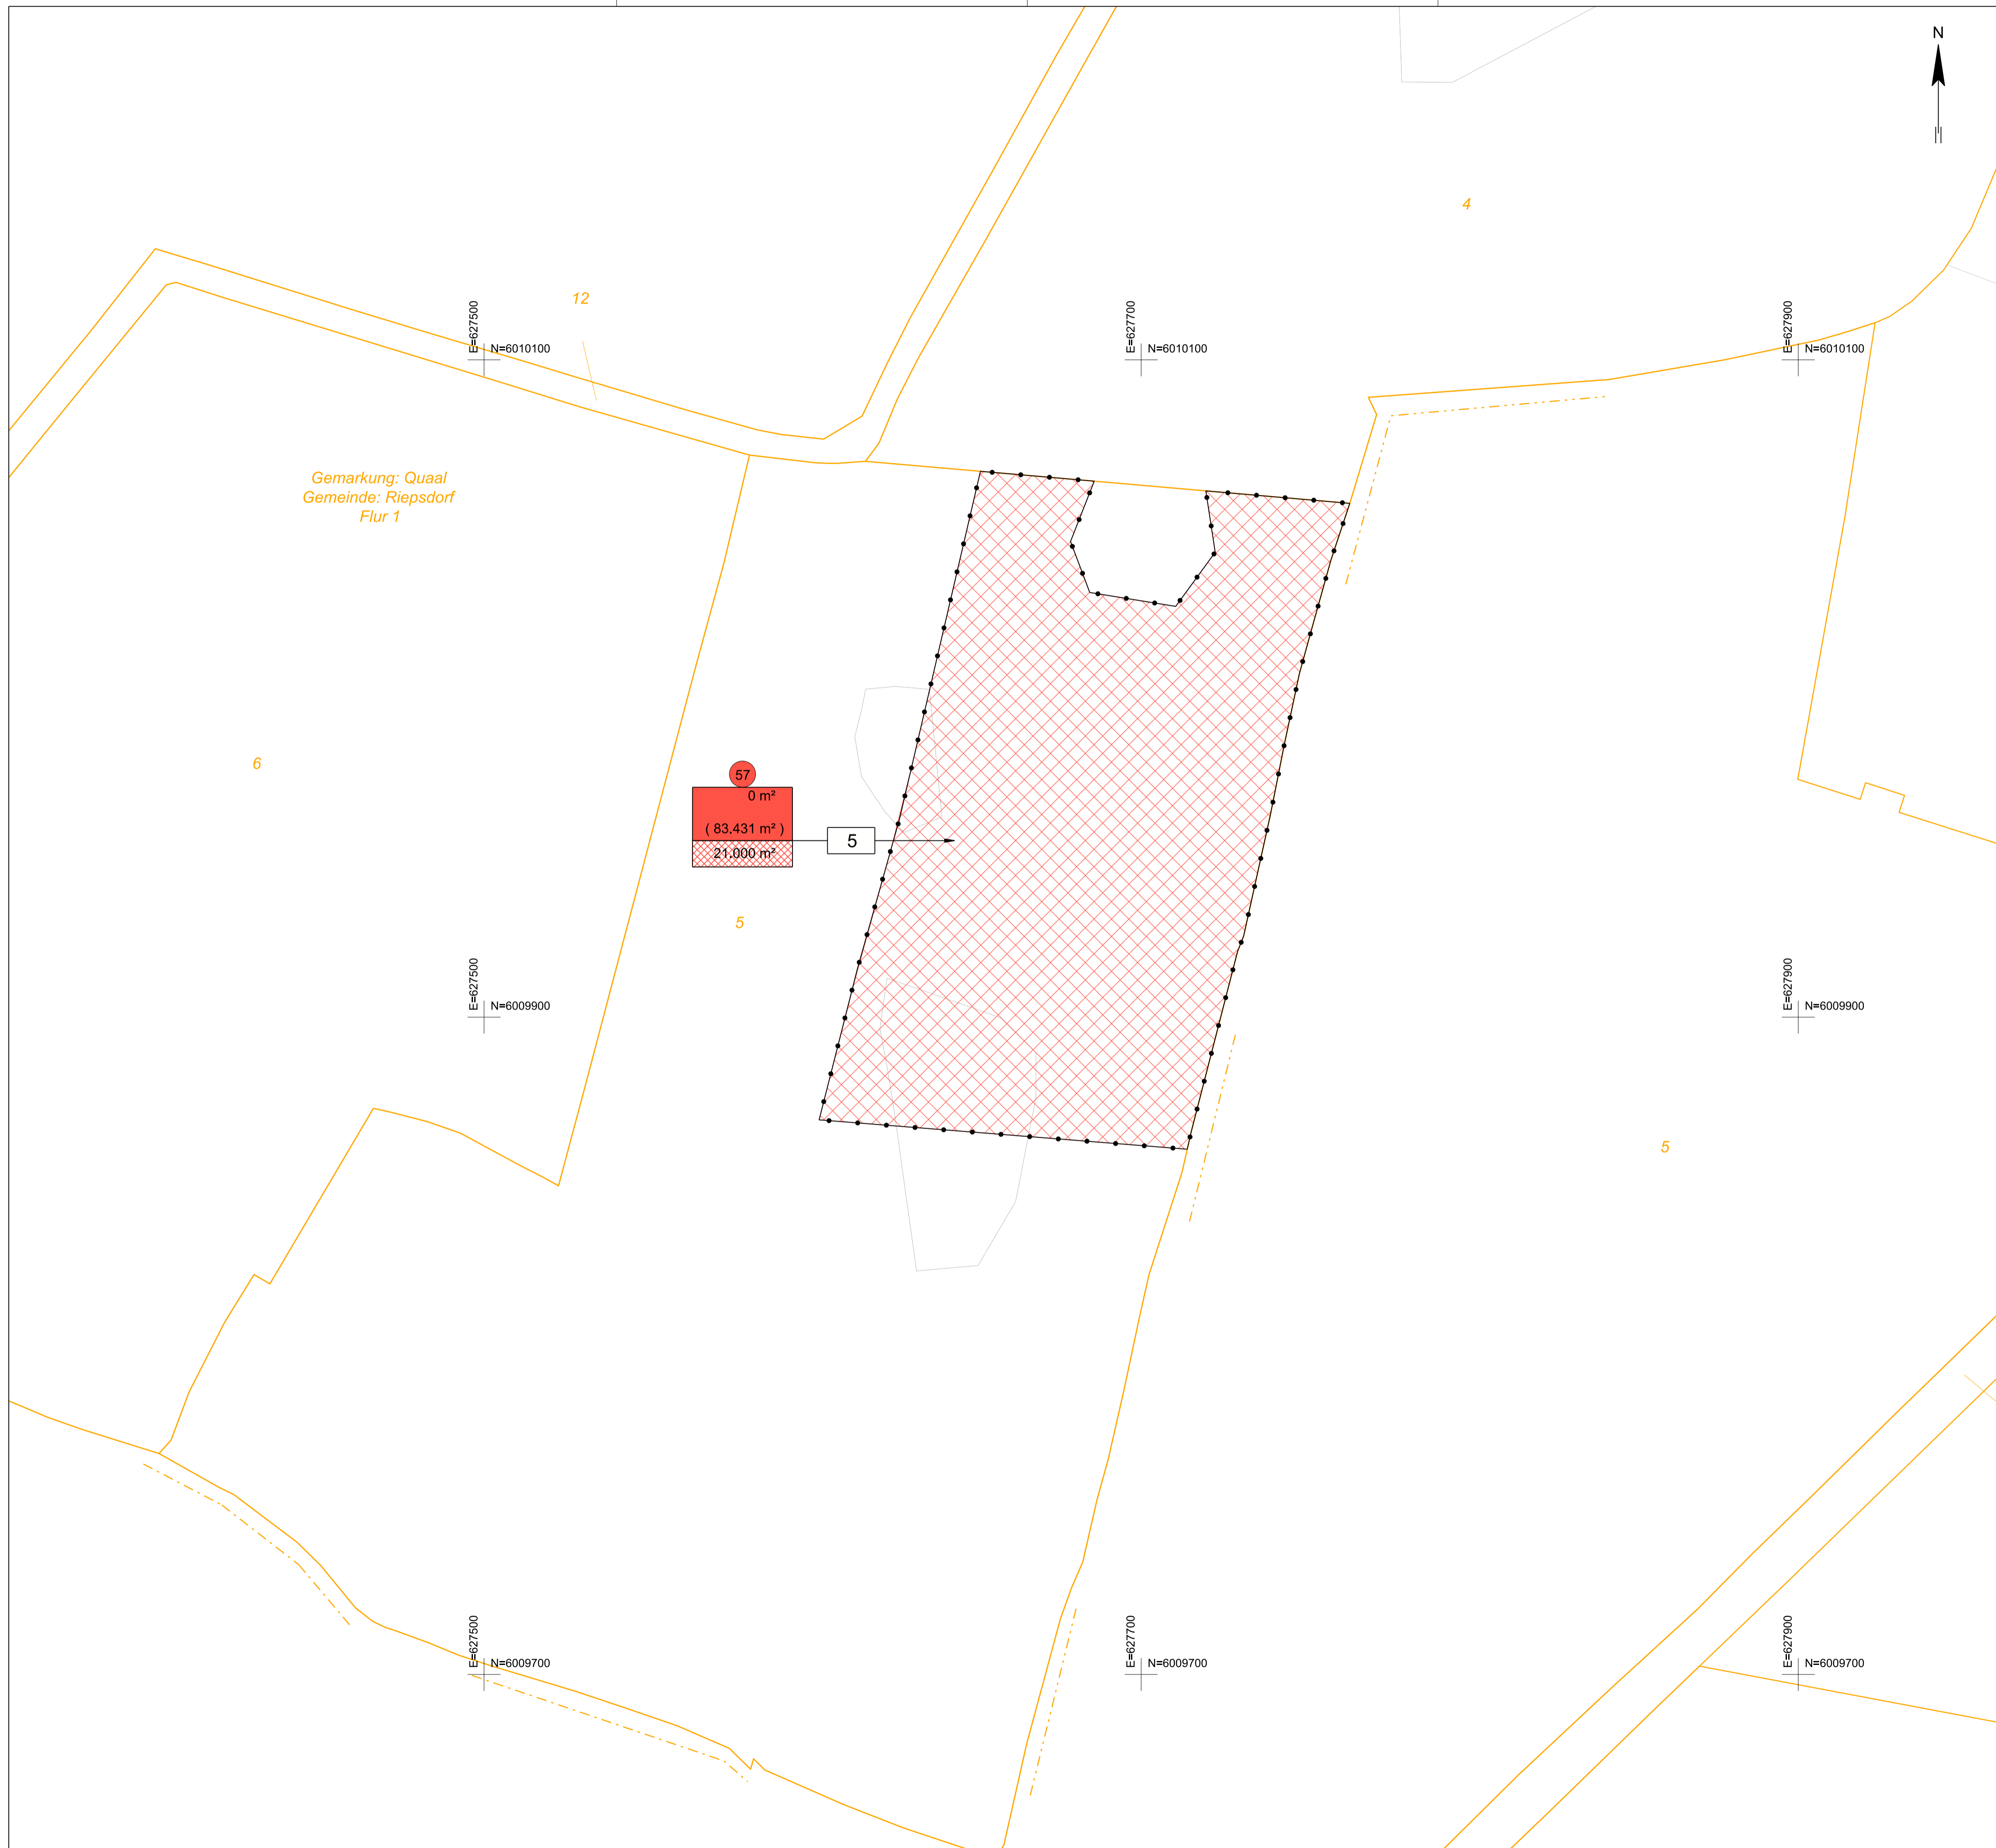 N
4
12
E=627500
N=6010100
E=627700
N=6010100
E=627900
N=6010100
Gemarkung: Quaal
Gemeinde: Riepsdorf
Flur 1
6
57
0 m²
( 83.431 m² )
21.000 m²
5
5
E=627500
N=6009900
E=627900
N=6009900
5
E=627500
N=6009700
E=627700
N=6009700
E=627900
N=6009700